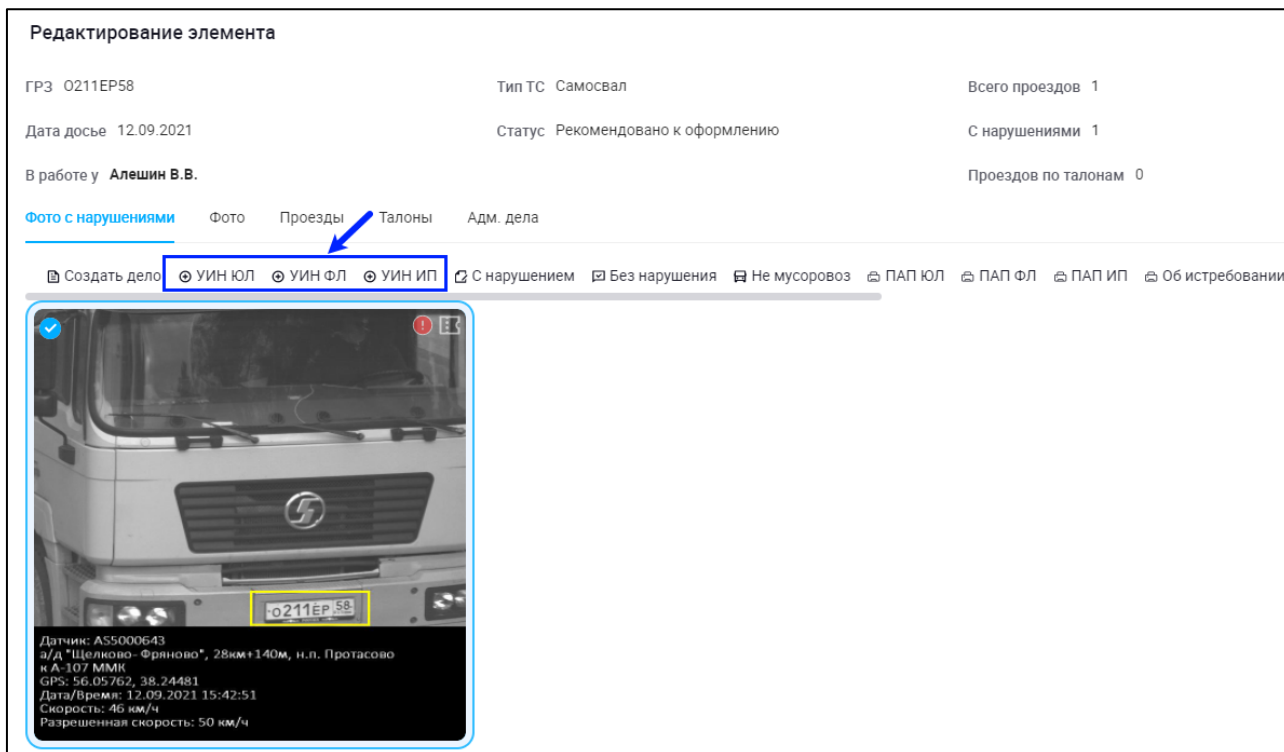 Редактирование элемента
ГРЗ О211ЕР58 Тип ТС Самосвал Всего проездов 1
Дата досье 12.09.2021 Статус Рекомендовано к оформлению С нарушениями 1
В работе у Алешин В.В. Проездов по талонам 0
Фото с нарушениями Фото Проезды Талоны Адм. дела
Создать дело УИН ЮЛ УИН ФЛ УИН ИП С нарушением Без нарушения Не мусоровоз ПАП ЮЛ ПАП ФЛ ПАП ИП Об истребовании
О211ЕР 58
Датчик: AS5000643
а/д "Щелково- Фряново", 28км+140м, н.п. Протасово
к А-107 ММК
GPS: 56.05762, 38.24481
Дата/Время: 12.09.2021 15:42:51
Скорость: 46 км/ч
Разрешенная скорость: 50 км/ч